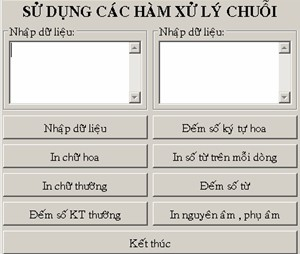 SỬ DỤNG CÁC HÀM XỬ LÝ CHUỖI
Nhập dữ liệu: Nhập dữ liệu:
Nhập dữ liệu Đếm số ký tự hoa
In chữ hoa In số từ trên mỗi dòng
In chữ thường Đếm số từ
Đếm số KT thường In nguyên âm , phụ âm
Kết thúc